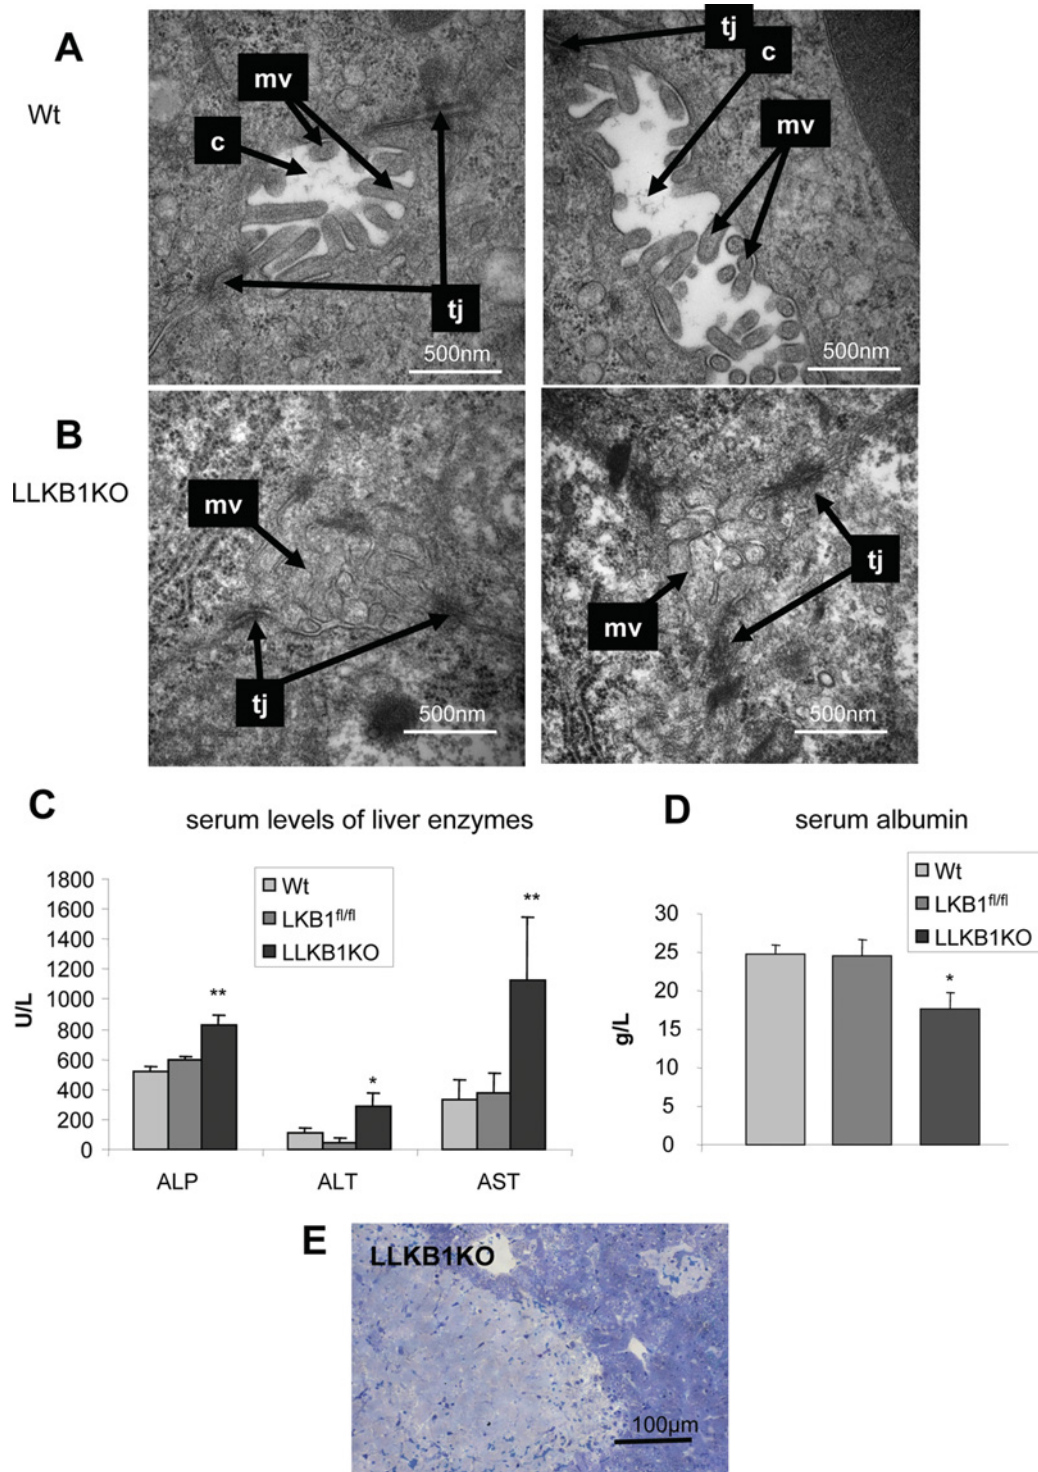 A
Wt
mv
c
tj
500nm
tj
c
mv
500nm
B
LLKB1KO
mv
tj
500nm
mv
tj
500nm
C
serum levels of liver enzymes
Wt
LKB1fl/fl
LLKB1KO
U/L
1800
1600
1400
1200
1000
800
600
400
200
0
**
*
**
ALP ALT AST
D
serum albumin
Wt
LKB1fl/fl
LLKB1KO
g/L
30
25
20
15
10
5
0
*
E
LLKB1KO
100µm